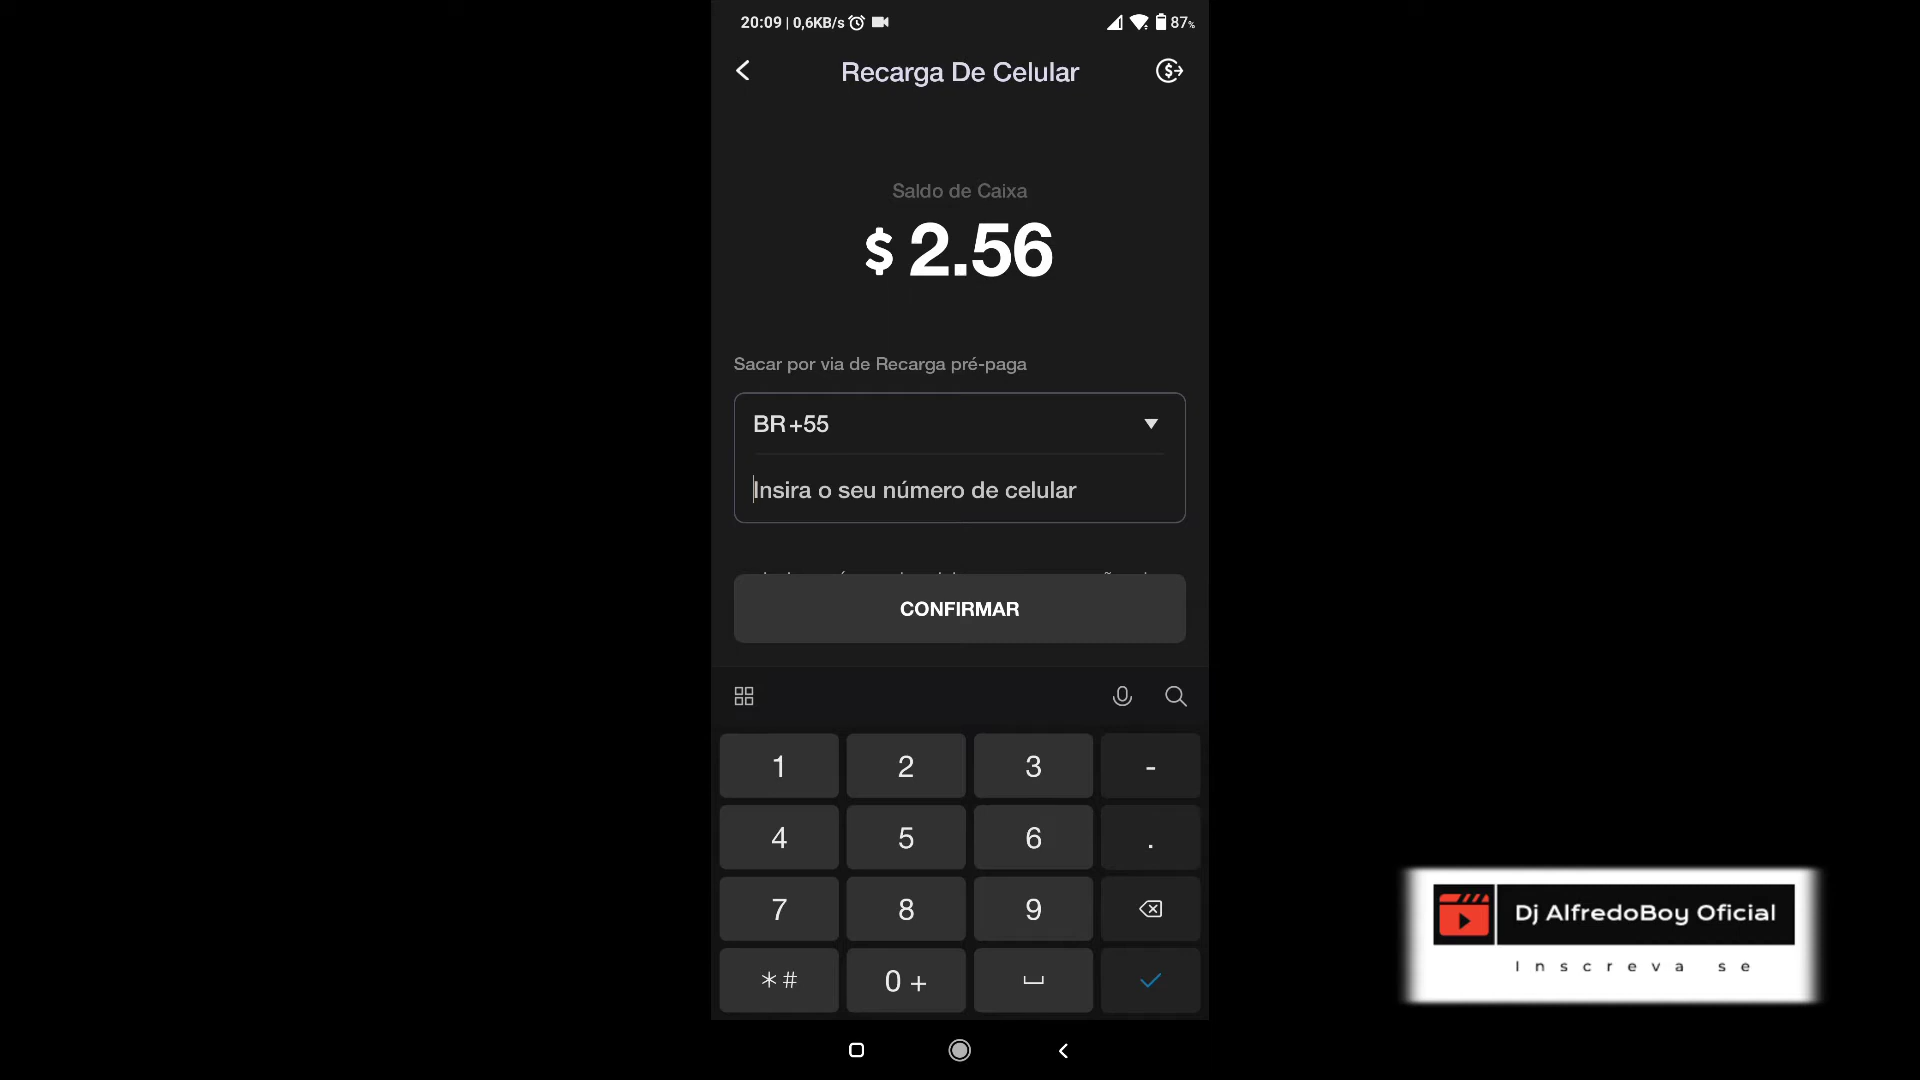 20:09 | 0,6KB/s
87%
Recarga De Celular
Saldo de Caixa
$ 2.56
Sacar por via de Recarga pré-paga
BR+55
Insira o seu número de celular
CONFIRMAR
1 2 3 -
4 5 6 .
7 8 9
*# 0 +
Dj AlfredoBoy Oficial
Inscreva se